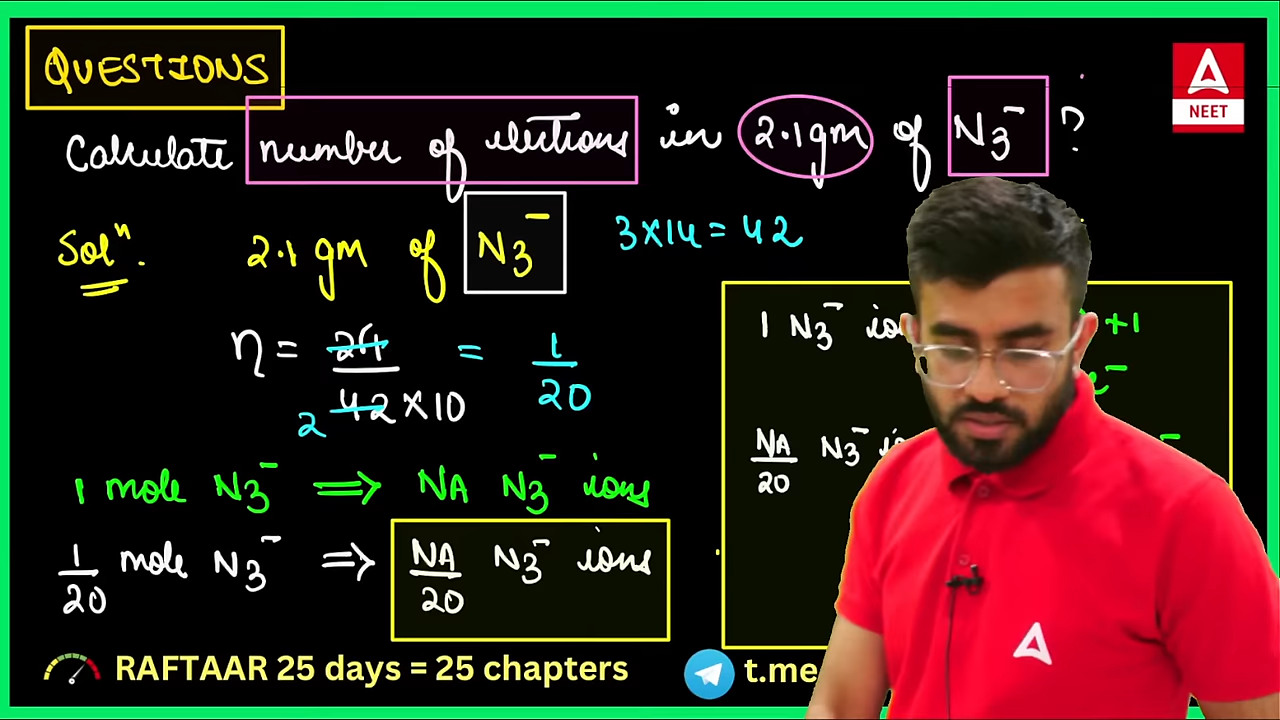 QUESTIONS
NEET
Calculate number of electrons in 2.1gm of N3⁻ ?
Solⁿ. 2.1 gm of N3⁻ 3×14 = 42
η = 21 / 42×10 = 1/20
2
1 mole N3⁻ ⇒ NA N3⁻ ions
1/20 mole N3⁻ ⇒ NA/20 N3⁻ ions
1 N3⁻ +1
e⁻
NA/20 N3⁻
RAFTAAR 25 days = 25 chapters
t.me